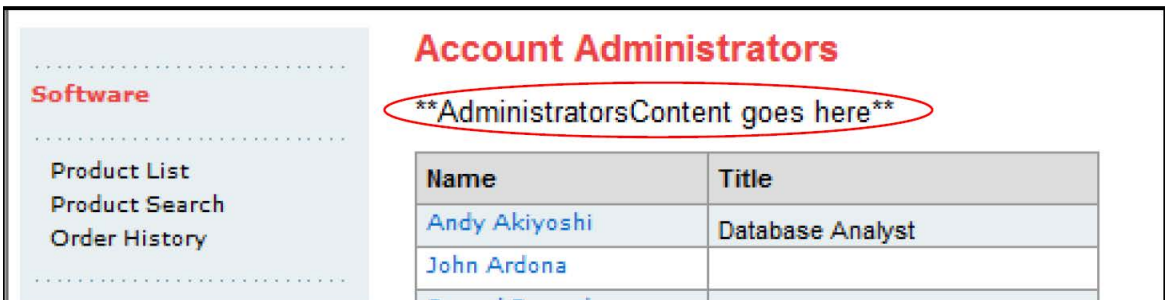 Software
Product List
Product Search
Order History
Account Administrators
**AdministratorsContent goes here**
Name Title
Andy Akiyoshi Database Analyst
John Ardona